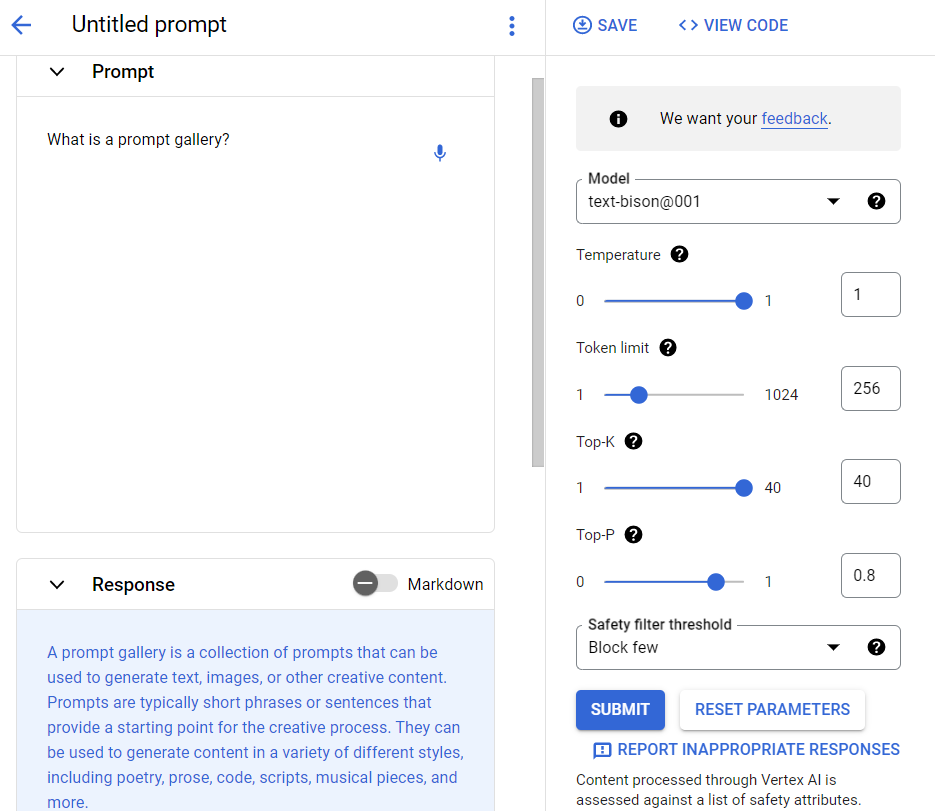 Untitled prompt
Prompt
What is a prompt gallery?
Response
Markdown
A prompt gallery is a collection of prompts that can be
used to generate text, images, or other creative content.
Prompts are typically short phrases or sentences that
provide a starting point for the creative process. They can
be used to generate content in a variety of different styles,
including poetry, prose, code, scripts, musical pieces, and
more.
SAVE
<> VIEW CODE
We want your feedback.
Model
text-bison@001
Temperature
0 1 1
Token limit
1 1024 256
Top-K
1 40 40
Top-P
0 1 0.8
Safety filter threshold
Block few
SUBMIT RESET PARAMETERS
REPORT INAPPROPRIATE RESPONSES
Content processed through Vertex AI is
assessed against a list of safety attributes.